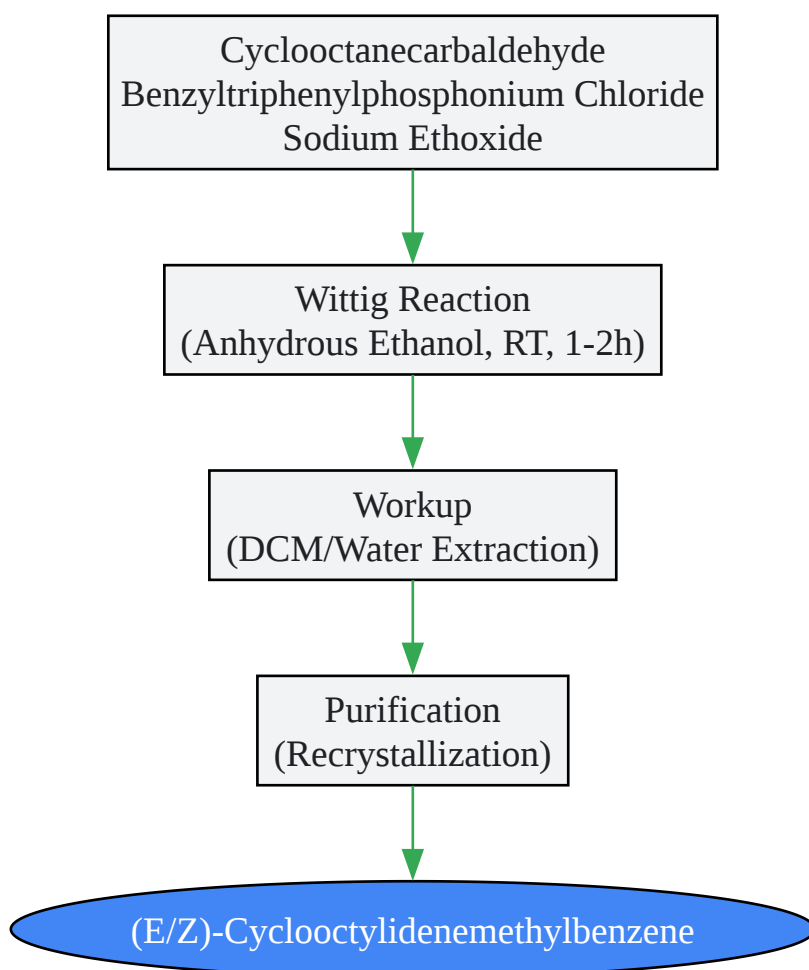 Cyclooctanecarbaldehyde
Benzyltriphenylphosphonium Chloride
Sodium Ethoxide
Wittig Reaction
(Anhydrous Ethanol, RT, 1-2h)
Workup
(DCM/Water Extraction)
Purification
(Recrystallization)
(E/Z)-Cyclooctylidenemethylbenzene